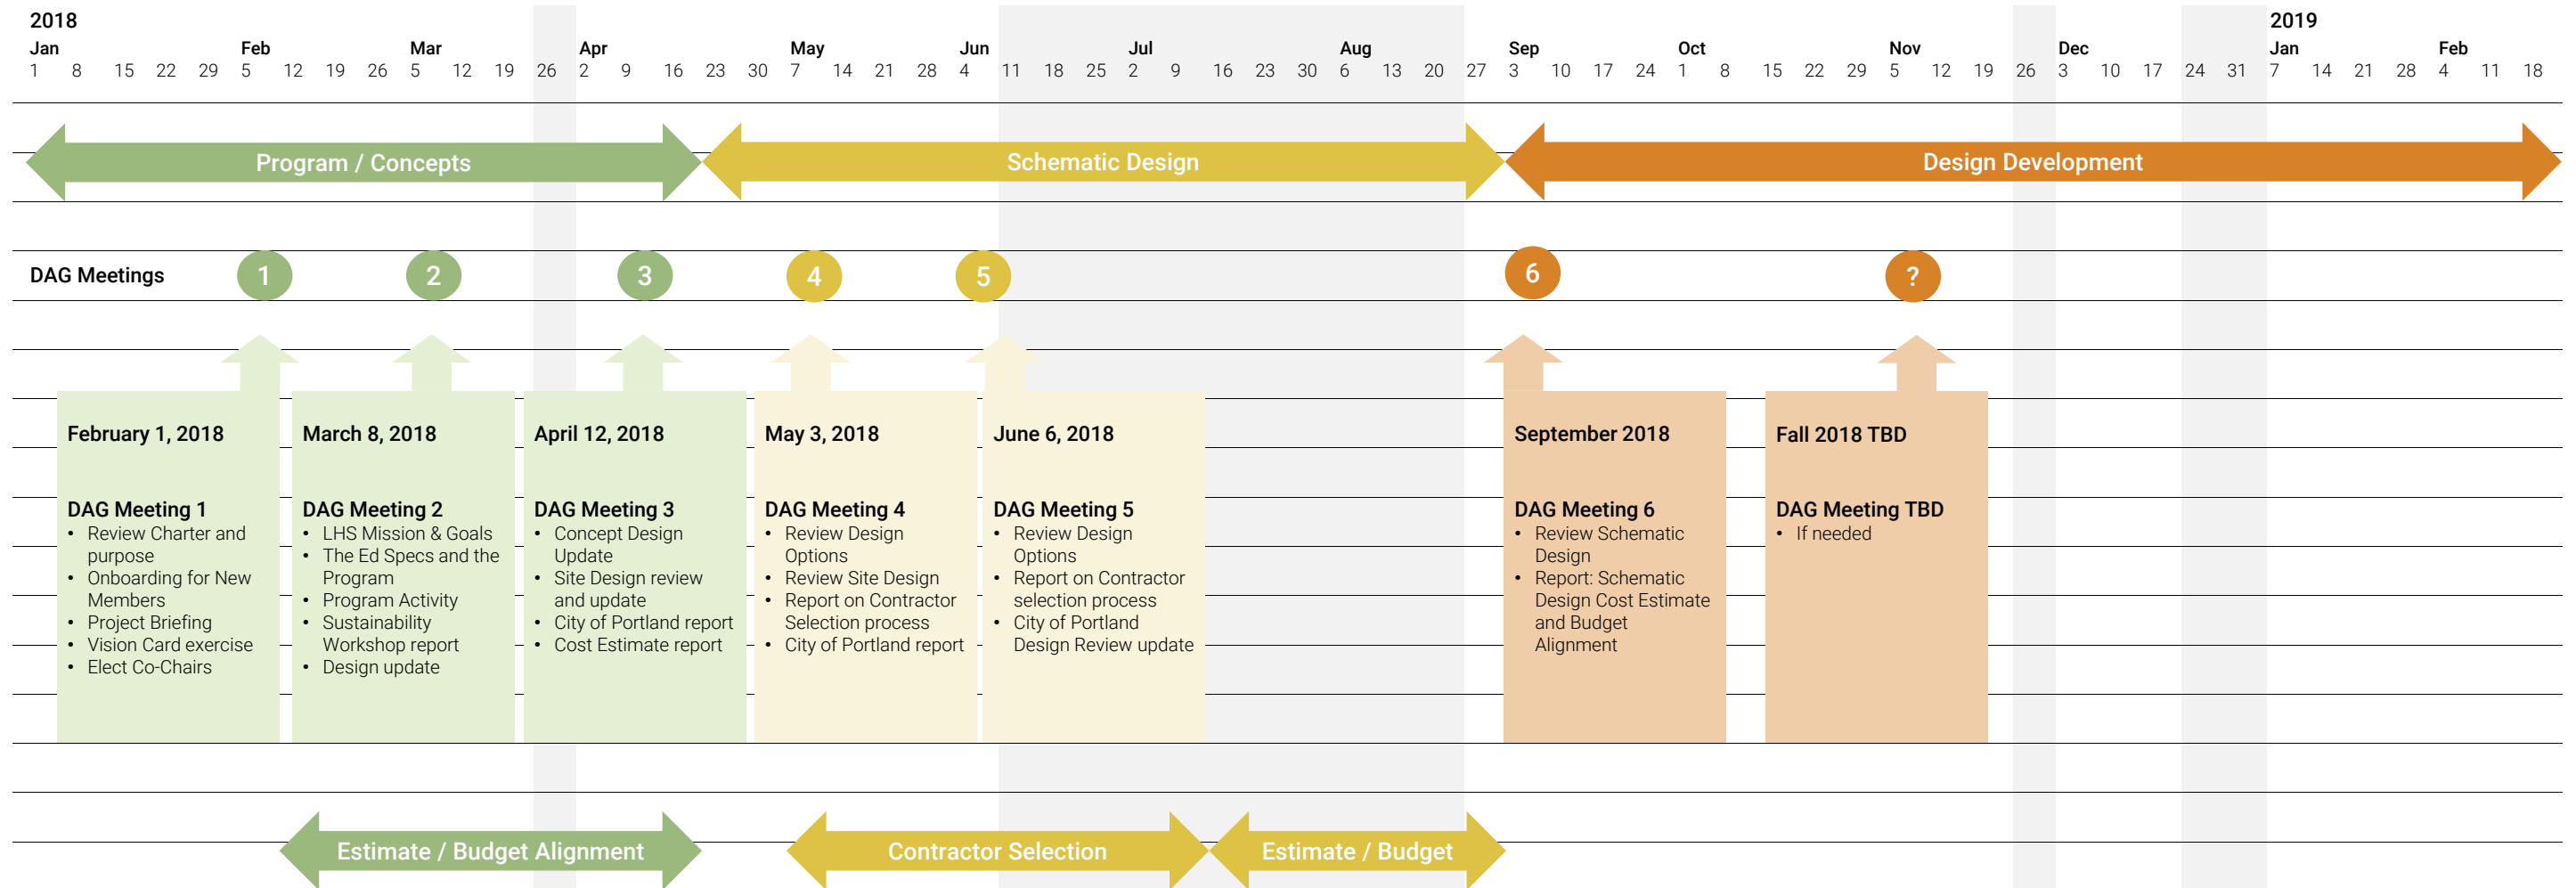 2018 2019
Jan Feb Mar Apr May Jun Jul Aug Sep Oct Nov Dec Jan Feb
1 8 15 22 29 5 12 19 26 5 12 19 26 2 9 16 23 30 7 14 21 28 4 11 18 25 2 9 16 23 30 6 13 20 27 3 10 17 24 1 8 15 22 29 5 12 19 26 3 10 17 24 31 7 14 21 28 4 11 18
Program / Concepts
Schematic Design
Design Development
DAG Meetings
1 2 3 4 5 6 ?
February 1, 2018
DAG Meeting 1
• Review Charter and
purpose
• Onboarding for New
Members
• Project Briefing
• Vision Card exercise
• Elect Co-Chairs
March 8, 2018
DAG Meeting 2
• LHS Mission & Goals
• The Ed Specs and the
Program
• Program Activity
• Sustainability
Workshop report
• Design update
April 12, 2018
DAG Meeting 3
• Concept Design
Update
• Site Design review
and update
• City of Portland report
• Cost Estimate report
May 3, 2018
DAG Meeting 4
• Review Design
Options
• Review Site Design
• Report on Contractor
Selection process
• City of Portland report
June 6, 2018
DAG Meeting 5
• Review Design
Options
• Report on Contractor
selection process
• City of Portland
Design Review update
September 2018
DAG Meeting 6
• Review Schematic
Design
• Report: Schematic
Design Cost Estimate
and Budget
Alignment
Fall 2018 TBD
DAG Meeting TBD
• If needed
Estimate / Budget Alignment
Contractor Selection
Estimate / Budget